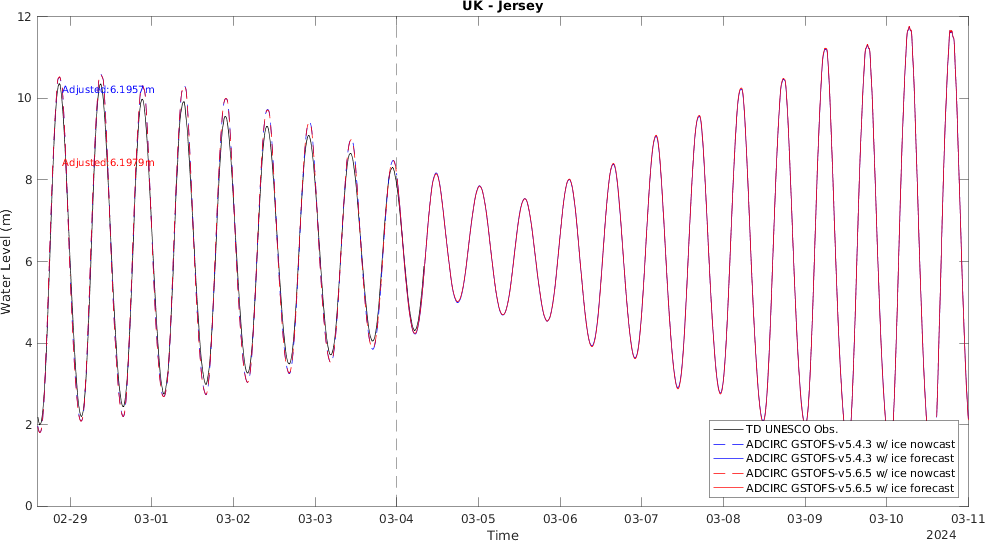 UK - Jersey
Water Level (m)
12
10
8
6
4
2
0
Adjusted:6.1957m
Adjusted:6.1979m
TD UNESCO Obs.
ADCIRC GSTOFS-v5.4.3 w/ ice nowcast
ADCIRC GSTOFS-v5.4.3 w/ ice forecast
ADCIRC GSTOFS-v5.6.5 w/ ice nowcast
ADCIRC GSTOFS-v5.6.5 w/ ice forecast
02-29 03-01 03-02 03-03 03-04 03-05 03-06 03-07 03-08 03-09 03-10 03-11
Time
2024